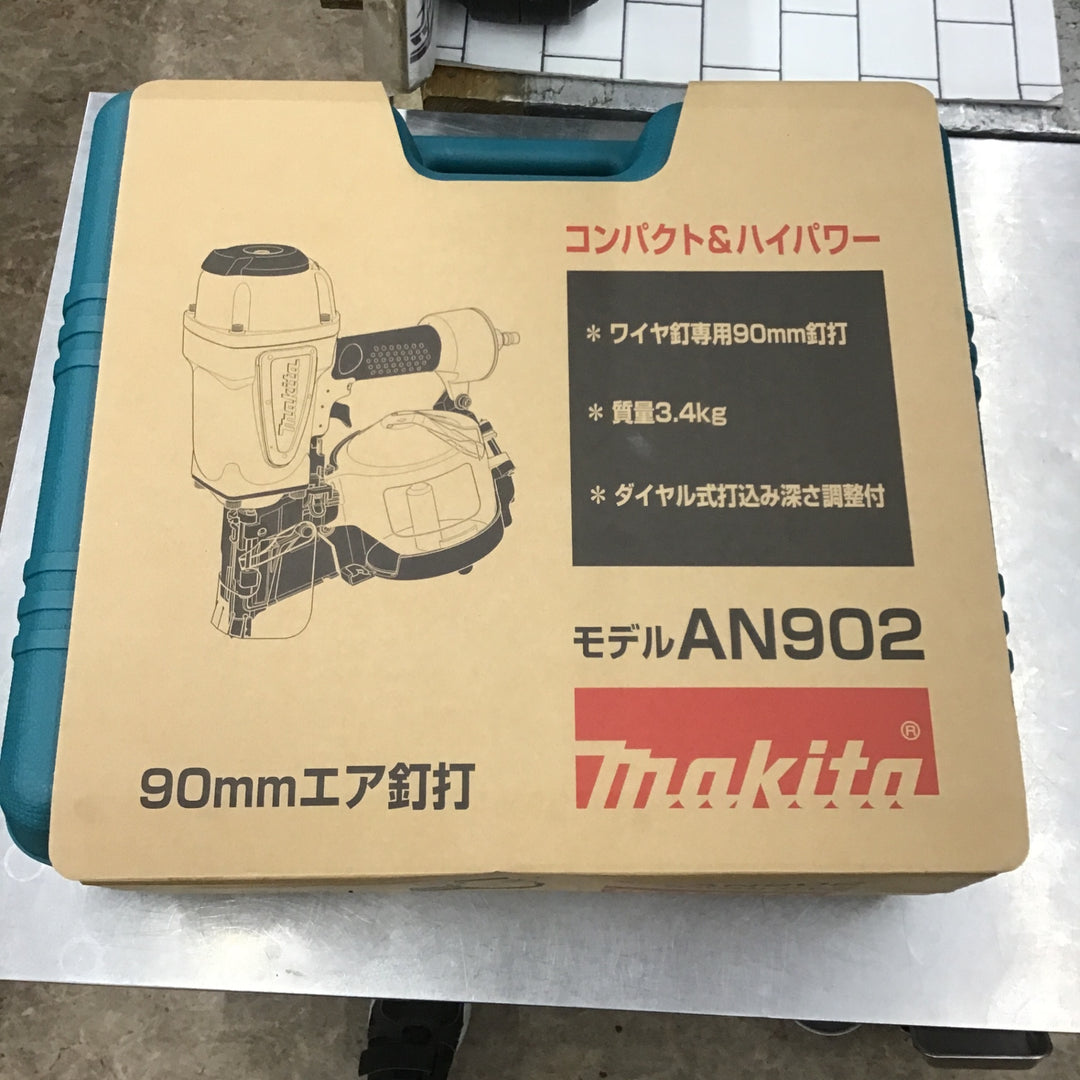 コンパクト&ハイパワー
* ワイヤ釘専用90mm釘打
* 質量3.4kg
* ダイヤル式打込み深さ調整付
makita
モデルAN902
makita®
90mmエア釘打